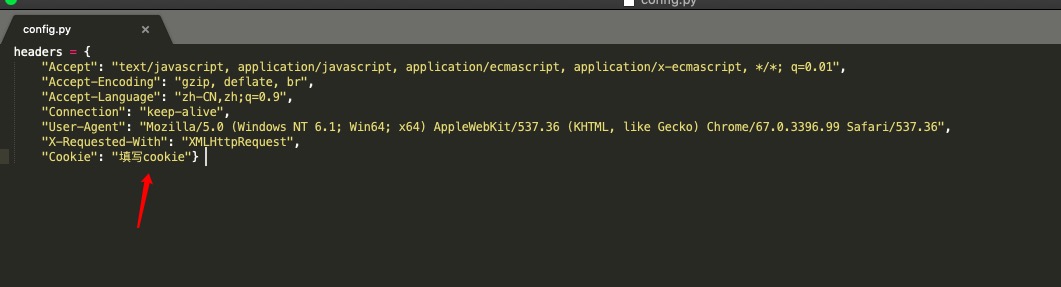 config.py
config.py
headers = {
"Accept": "text/javascript, application/javascript, application/ecmascript, application/x-ecmascript, */*; q=0.01",
"Accept-Encoding": "gzip, deflate, br",
"Accept-Language": "zh-CN,zh;q=0.9",
"Connection": "keep-alive",
"User-Agent": "Mozilla/5.0 (Windows NT 6.1; Win64; x64) AppleWebKit/537.36 (KHTML, like Gecko) Chrome/67.0.3396.99 Safari/537.36",
"X-Requested-With": "XMLHttpRequest",
"Cookie": "填写cookie"}